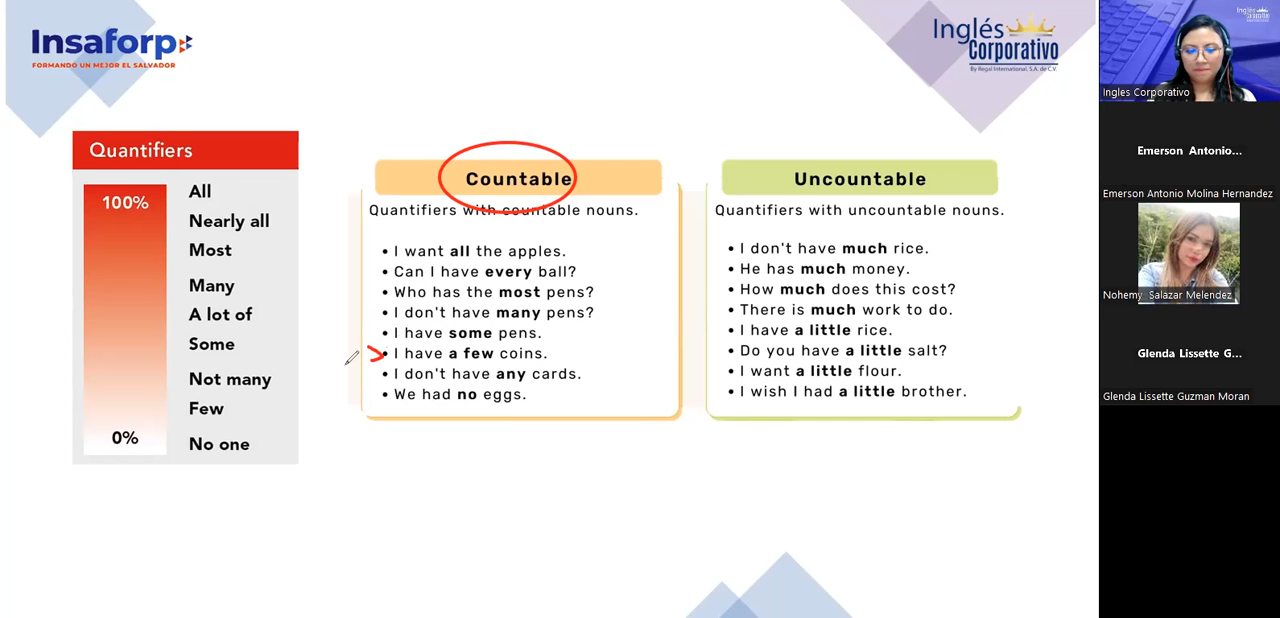 Insaforp
FORMANDO UN MEJOR EL SALVADOR
Inglés
Corporativo
By Regal International, S.A. de C.V.
Quantifiers
100%
0%
All
Nearly all
Most
Many
A lot of
Some
Not many
Few
No one
Countable
Quantifiers with countable nouns.
• I want all the apples.
• Can I have every ball?
• Who has the most pens?
• I don't have many pens?
• I have some pens.
• I have a few coins.
• I don't have any cards.
• We had no eggs.
Uncountable
Quantifiers with uncountable nouns.
• I don't have much rice.
• He has much money.
• How much does this cost?
• There is much work to do.
• I have a little rice.
• Do you have a little salt?
• I want a little flour.
• I wish I had a little brother.
Inglés
Corporativo
Ingles Corporativo
Emerson Antonio...
Emerson Antonio Molina Hernandez
Nohemy Salazar Melendez
Glenda Lissette G...
Glenda Lissette Guzman Moran